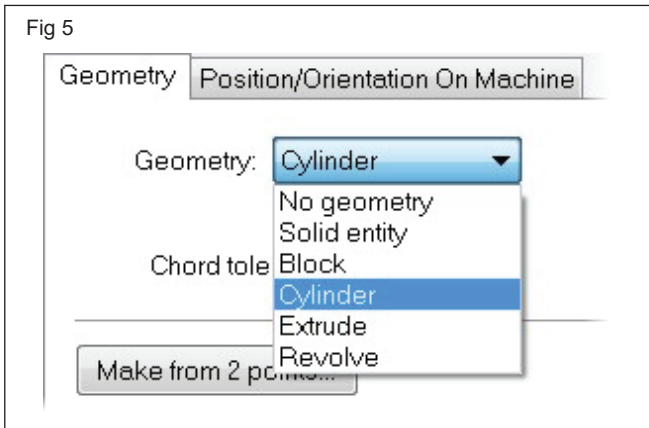 Fig 5
Geometry Position/Orientation On Machine
Geometry: Cylinder
No geometry
Solid entity
Chord tole Block
Cylinder
Extrude
Revolve
Make from 2